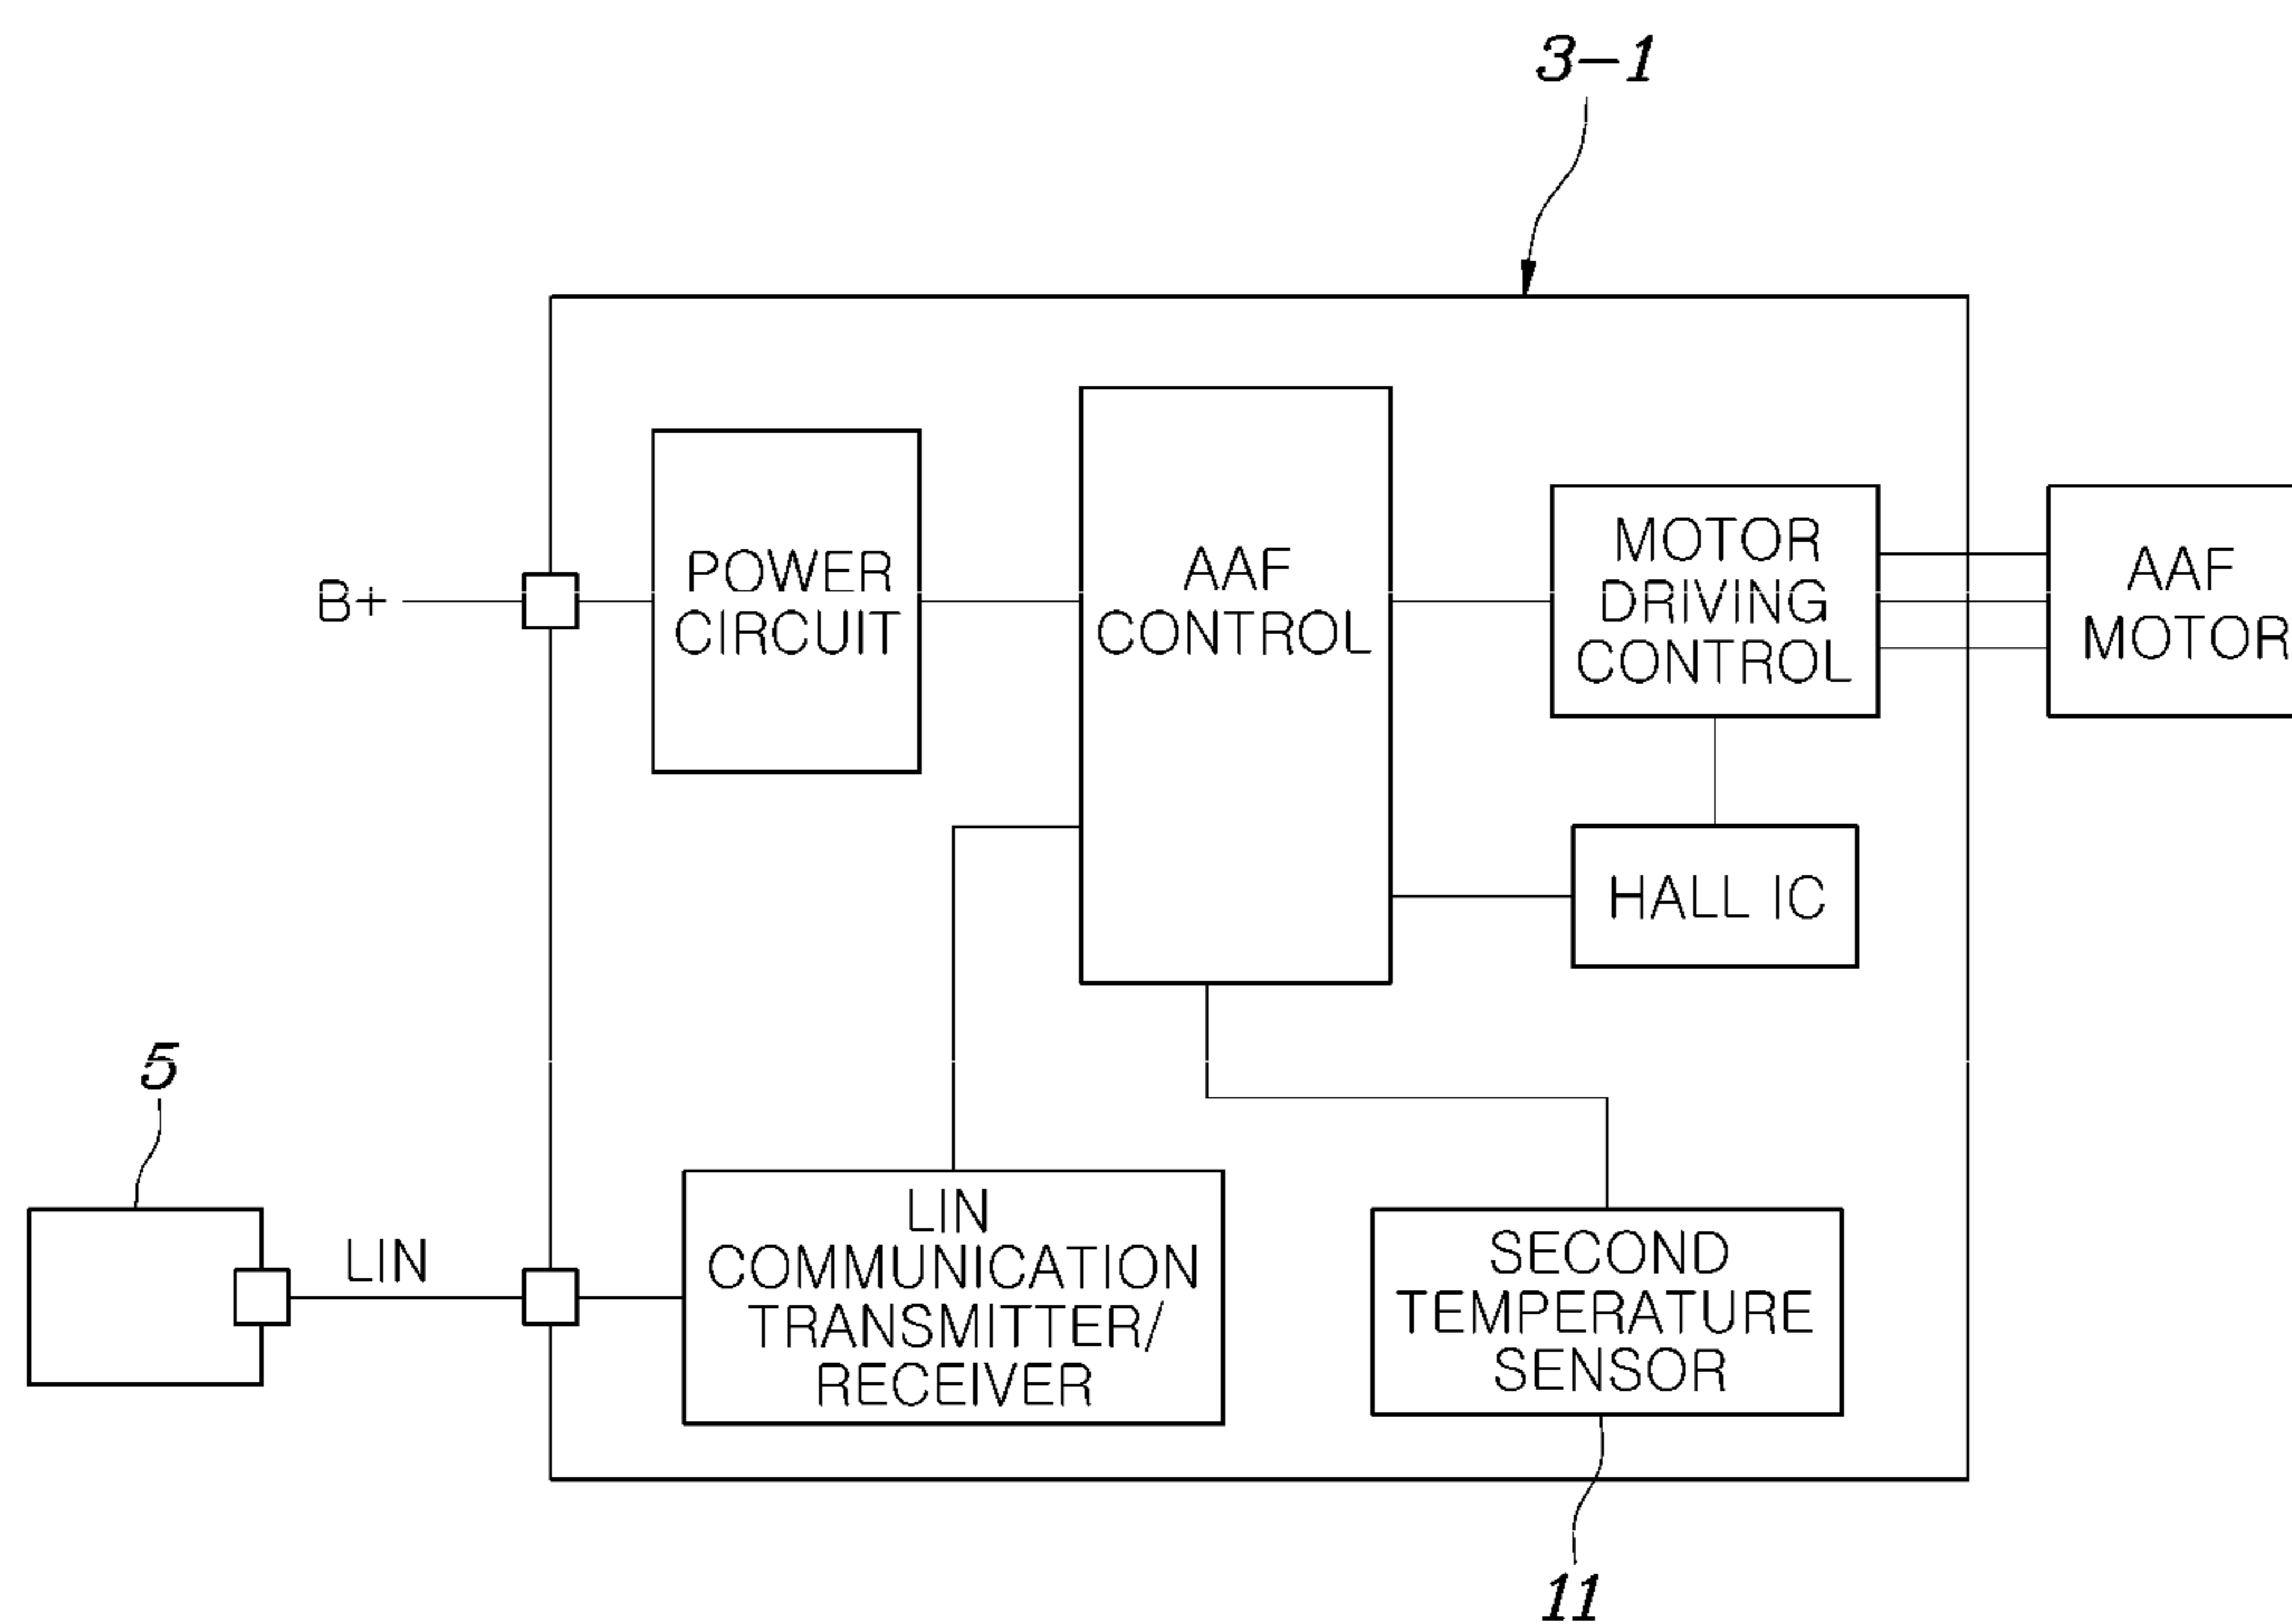 3-1
POWER
CIRCUIT
AAF
CONTROL
MOTOR
DRIVING
CONTROL
AAF
MOTOR
B+
HALL IC
5
LIN
LIN
COMMUNICATION
TRANSMITTER/
RECEIVER
SECOND
TEMPERATURE
SENSOR
11